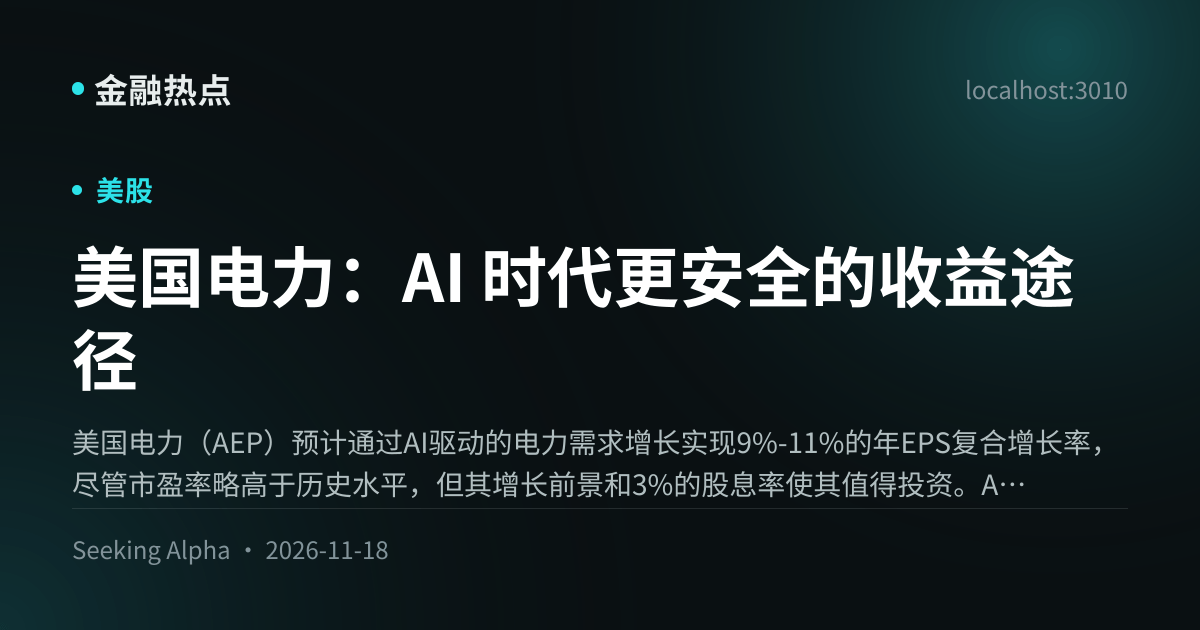 金融热点
localhost:3010
美股
美国电力：AI 时代更安全的收益途
径
美国电力（AEP）预计通过AI驱动的电力需求增长实现9%-11%的年EPS复合增长率，
尽管市盈率略高于历史水平，但其增长前景和3%的股息率使其值得投资。A…
Seeking Alpha · 2026-11-18